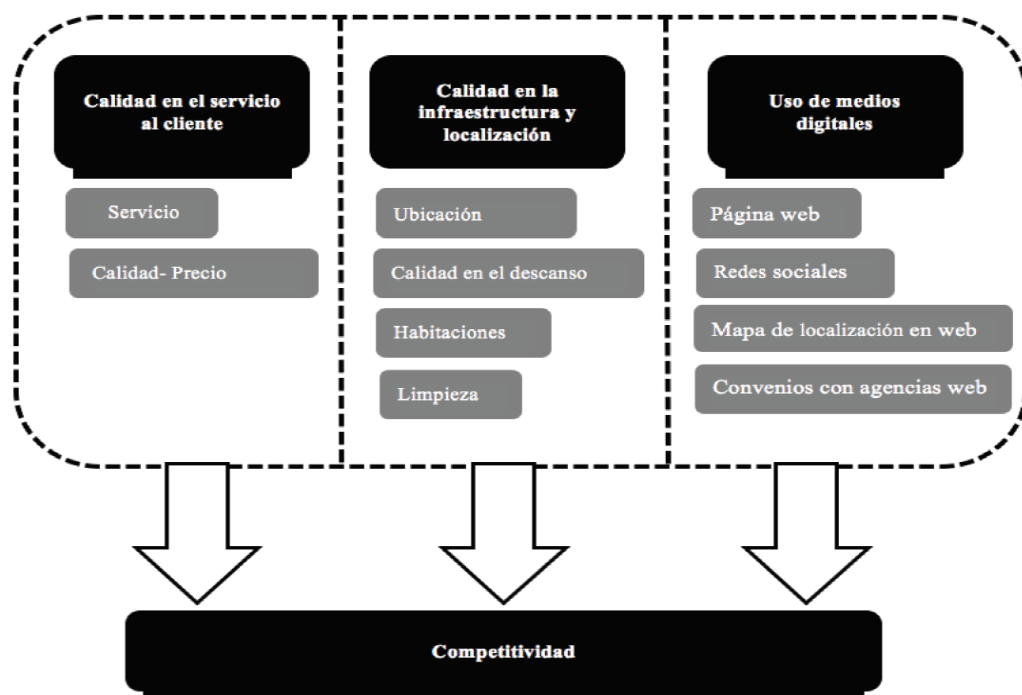 Calidad en el servicio
al cliente
Servicio
Calidad- Precio
Calidad en la
infraestructura y
localización
Ubicación
Calidad en el descanso
Habitaciones
Limpieza
Uso de medios
digitales
Página web
Redes sociales
Mapa de localización en web
Convenios con agencias web
Competitividad